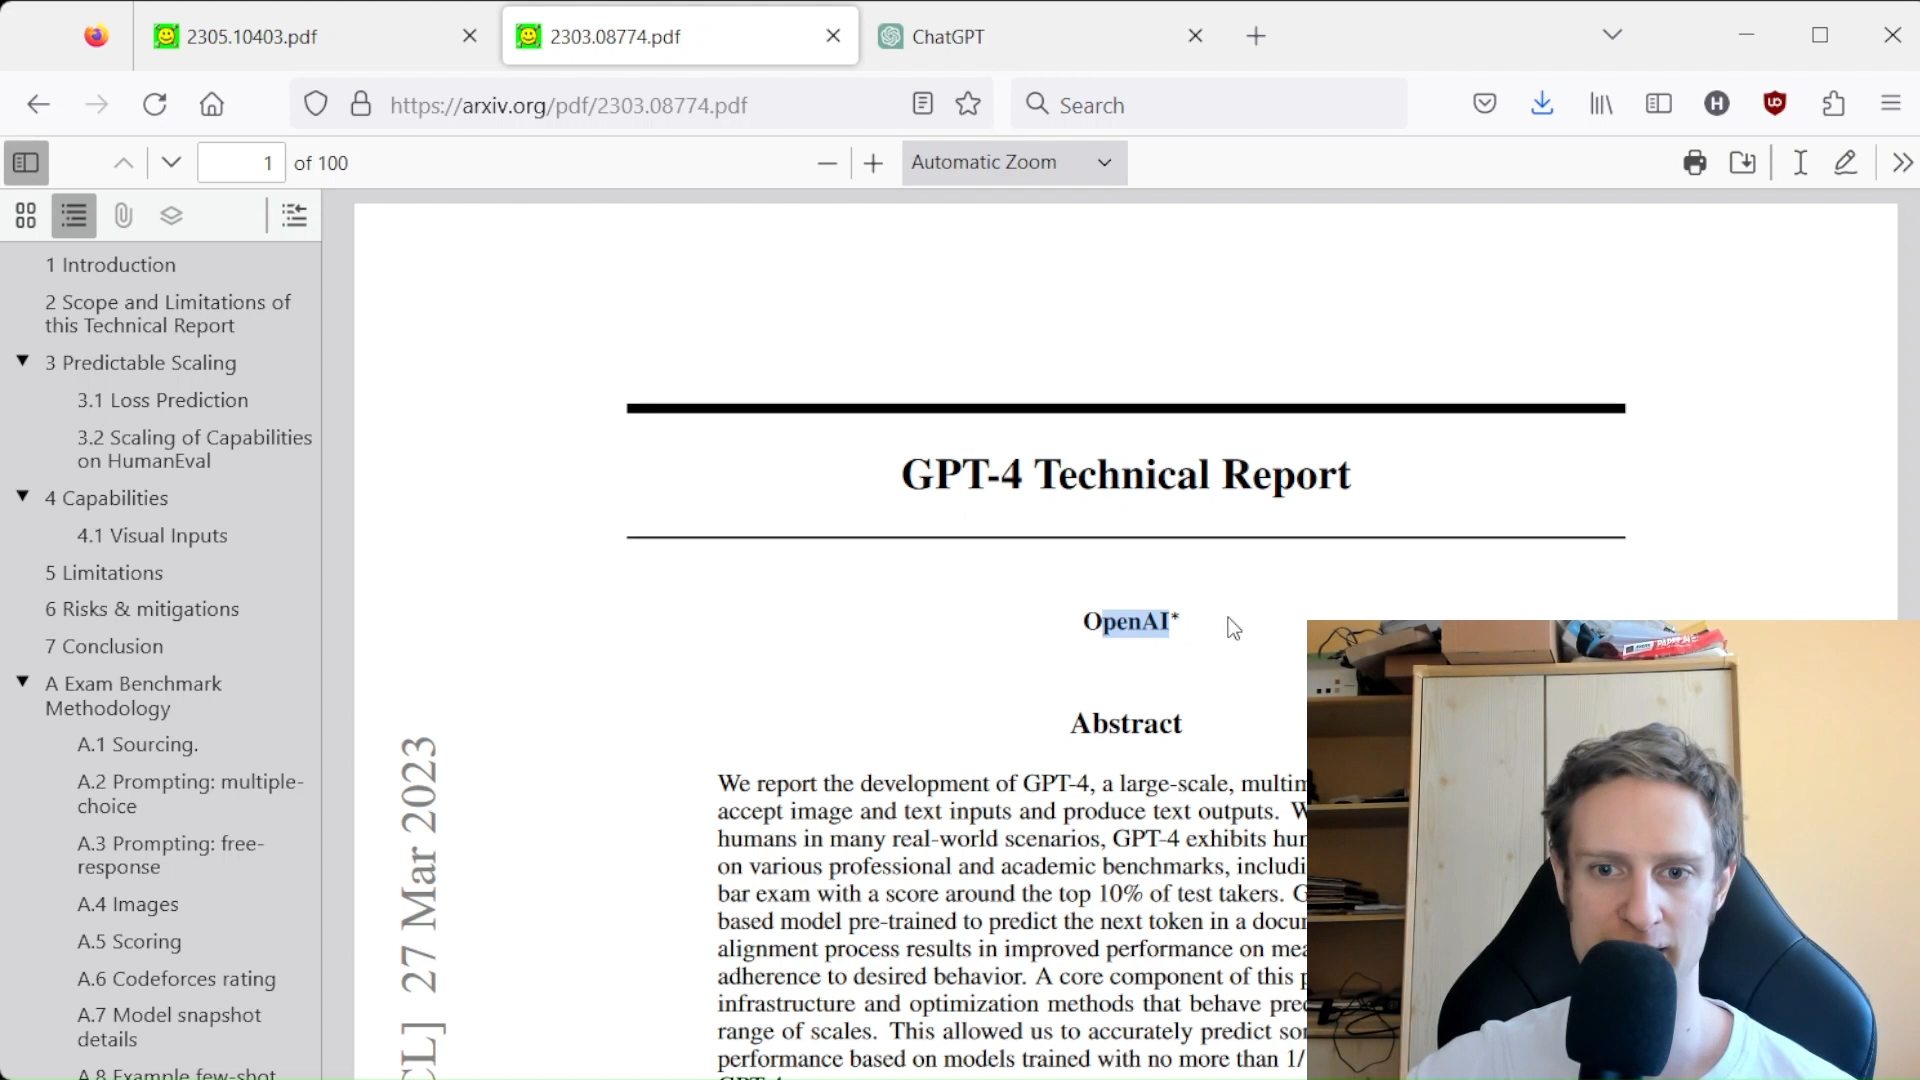 2305.10403.pdf
2303.08774.pdf
ChatGPT
https://arxiv.org/pdf/2303.08774.pdf
Search
1 of 100
Automatic Zoom
1 Introduction
2 Scope and Limitations of
this Technical Report
3 Predictable Scaling
3.1 Loss Prediction
3.2 Scaling of Capabilities
on HumanEval
4 Capabilities
4.1 Visual Inputs
5 Limitations
6 Risks & mitigations
7 Conclusion
A Exam Benchmark
Methodology
A.1 Sourcing.
A.2 Prompting: multiple-
choice
A.3 Prompting: free-
response
A.4 Images
A.5 Scoring
A.6 Codeforces rating
A.7 Model snapshot
details
A.8 Example few-shot
CL] 27 Mar 2023
GPT-4 Technical Report
OpenAI*
Abstract
We report the development of GPT-4, a large-scale,
accept image and text inputs and produce text outputs.
humans in many real-world scenarios, GPT-4 exhibits
on various professional and academic benchmarks,
bar exam with a score around the top 10% of test takers.
based model pre-trained to predict the next token in a
alignment process results in improved performance on
adherence to desired behavior. A core component of this
infrastructure and optimization methods that behave
range of scales. This allowed us to accurately predict
performance based on models trained with no more than 1/